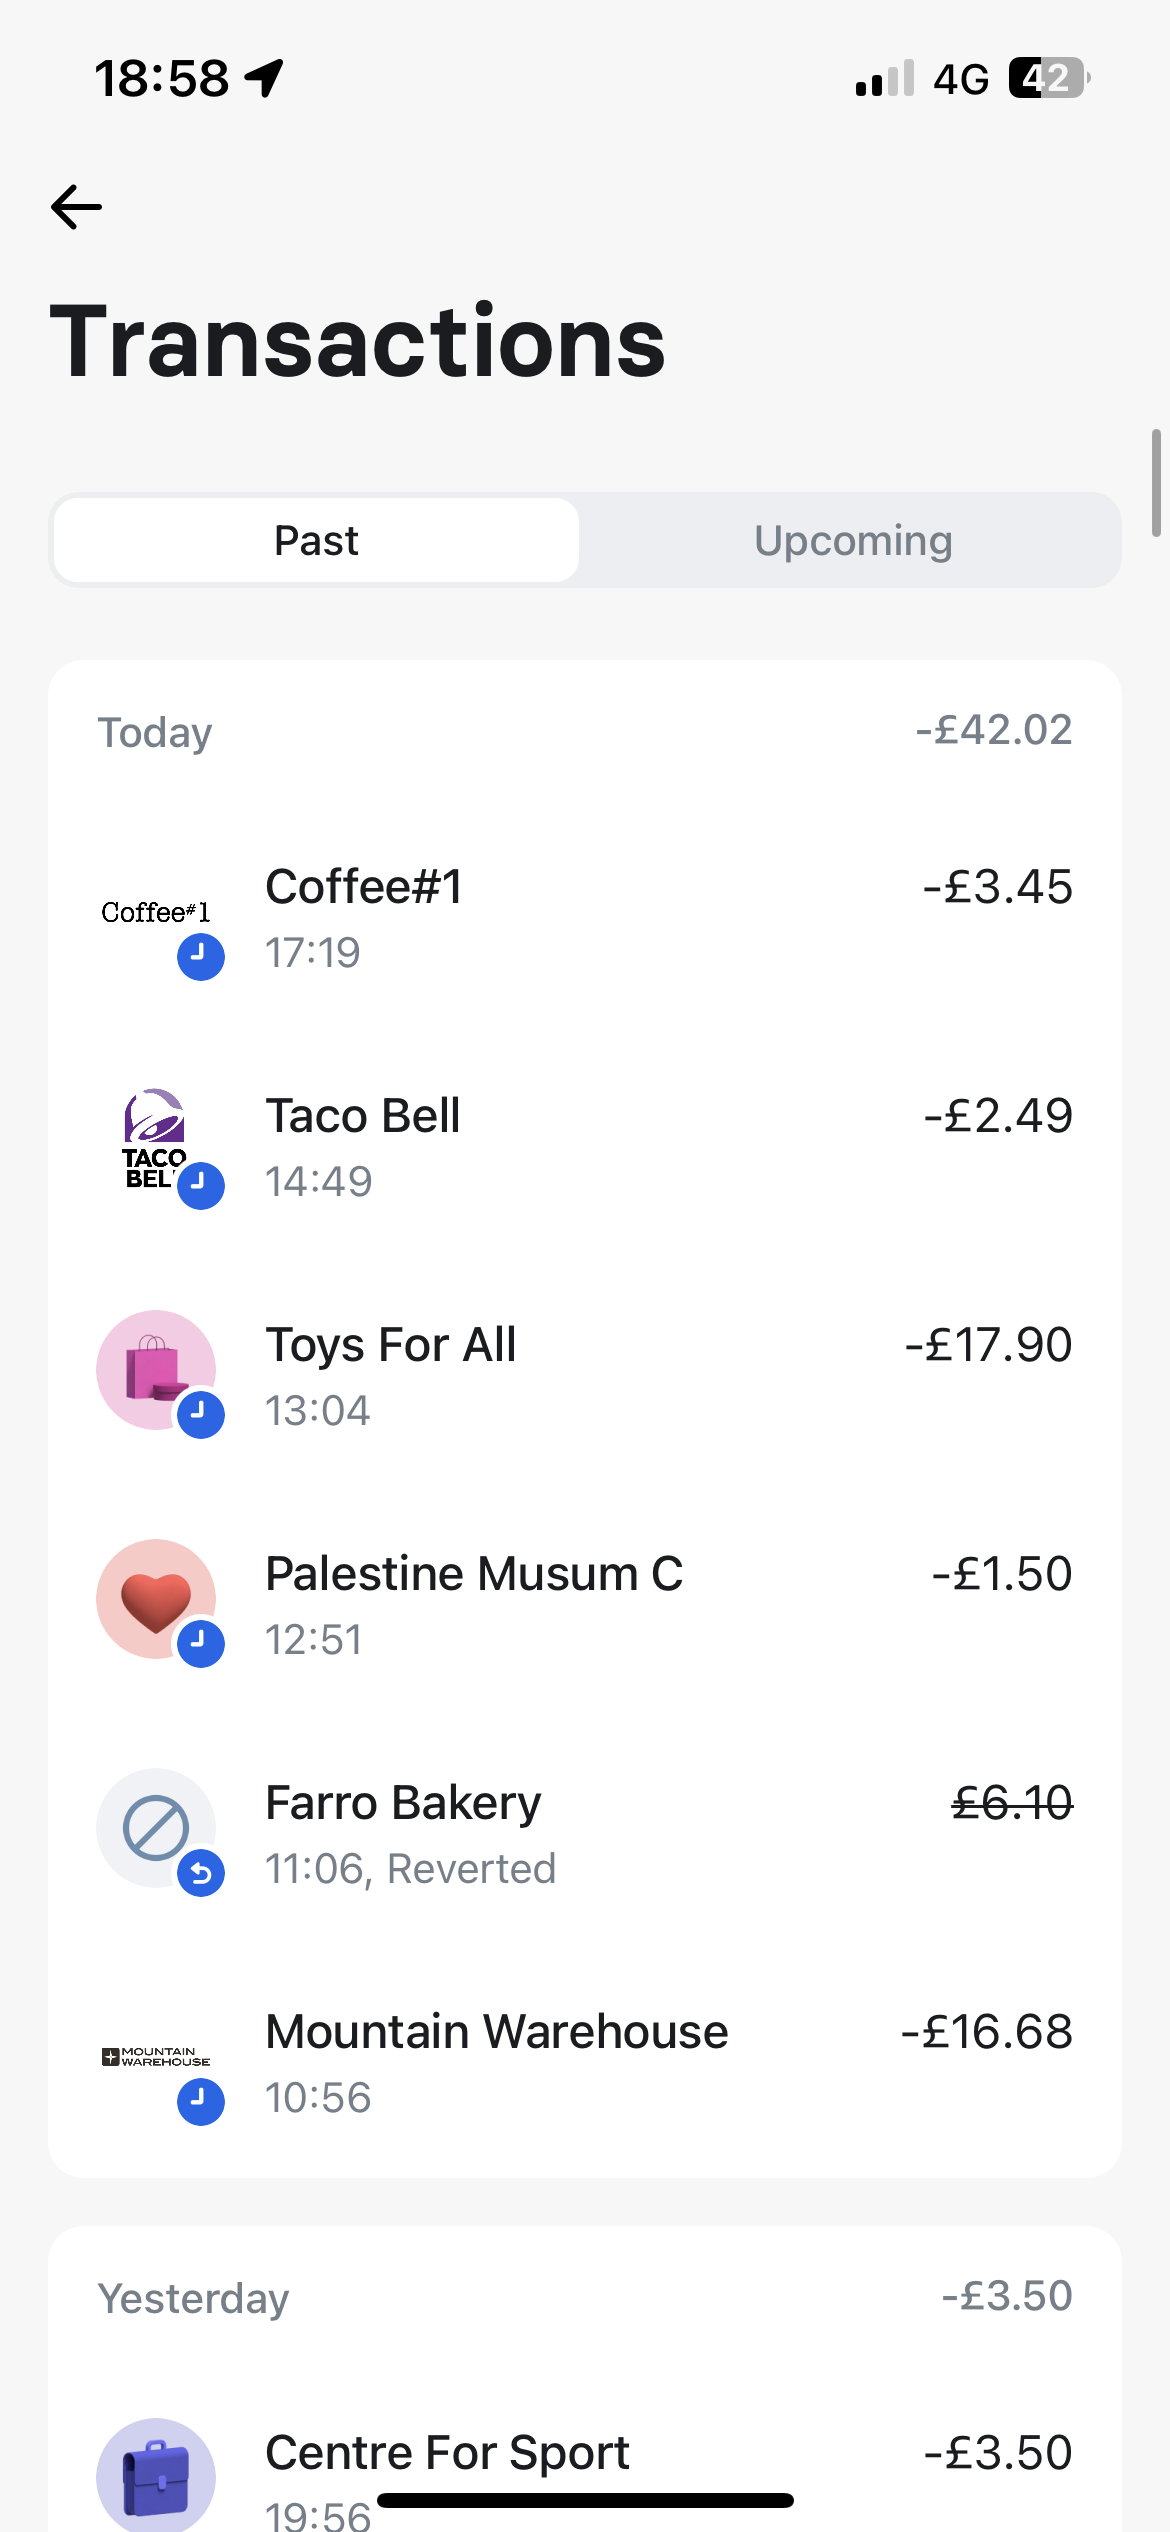 18:58
4G 42
Transactions
Past Upcoming
Today -£42.02
Coffee#1 -£3.45
Coffee#1
17:19
Taco Bell -£2.49
TACO
BELL
14:49
Toys For All -£17.90
13:04
Palestine Musum C -£1.50
12:51
Farro Bakery £6.10
11:06, Reverted
Mountain Warehouse -£16.68
MOUNTAIN
WAREHOUSE
10:56
Yesterday -£3.50
Centre For Sport -£3.50
19:56